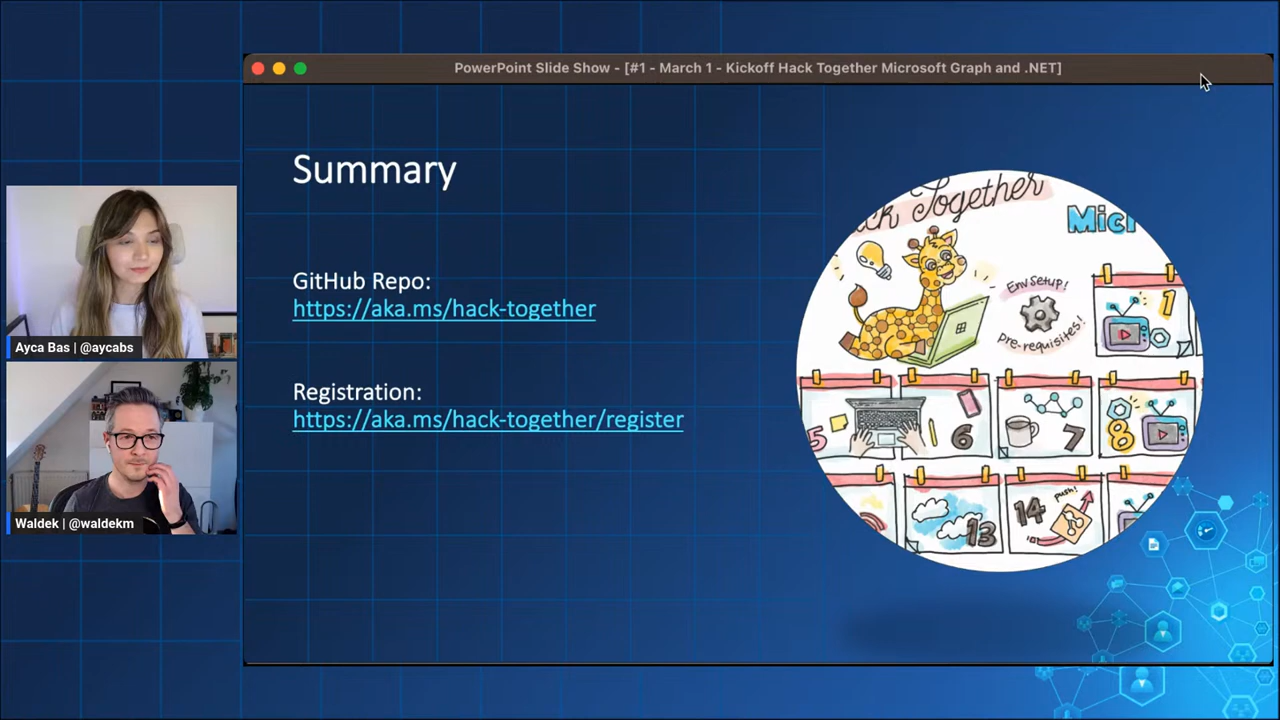 PowerPoint Slide Show - [#1 - March 1 - Kickoff Hack Together Microsoft Graph and .NET]
Summary
GitHub Repo:
https://aka.ms/hack-together
Registration:
https://aka.ms/hack-together/register
Together
Env Setup!
pre-requisites!
1
5
6
7
8
13
14
push!
Ayca Bas | @aycabs
Waldek | @waldekm